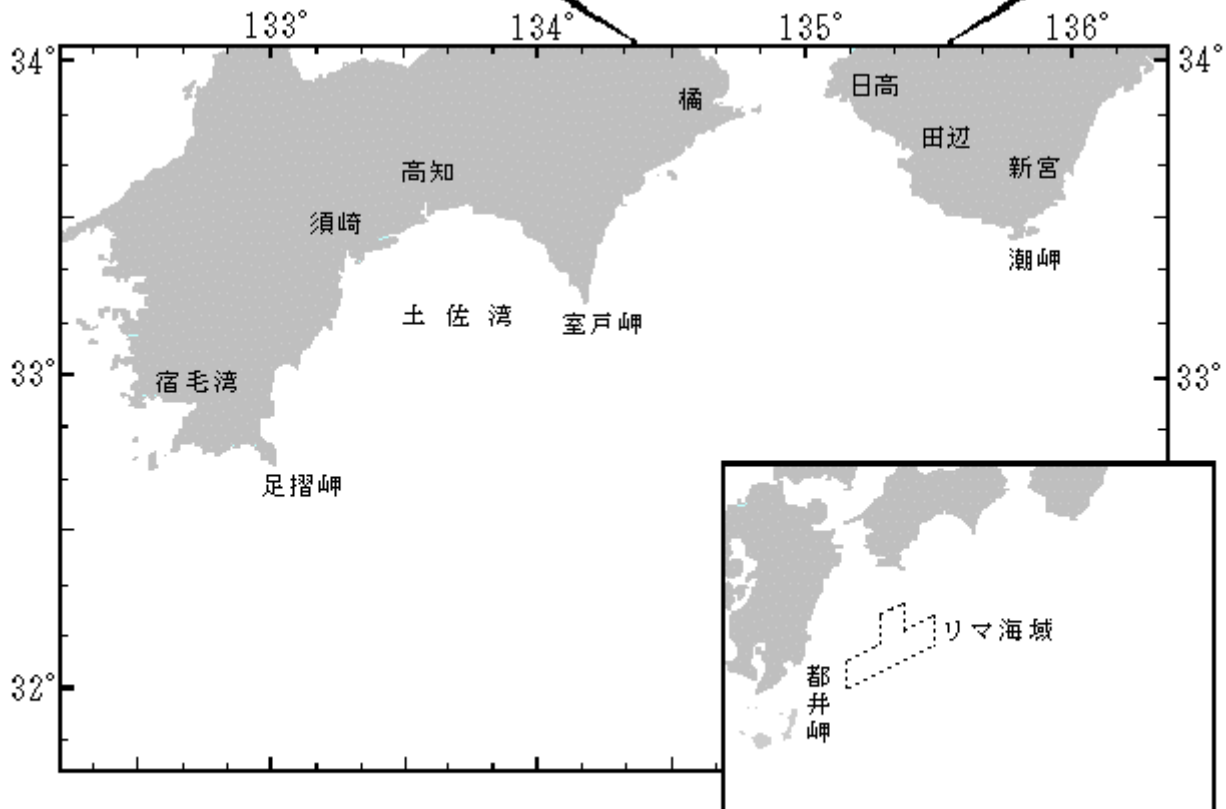 133° 134° 135° 136°
34° 34°
橘 日高
田辺
高知 新宮
須崎
潮岬
土佐湾 室戸岬
33° 33°
宿毛湾
足摺岬
リマ海域
32°
都井岬